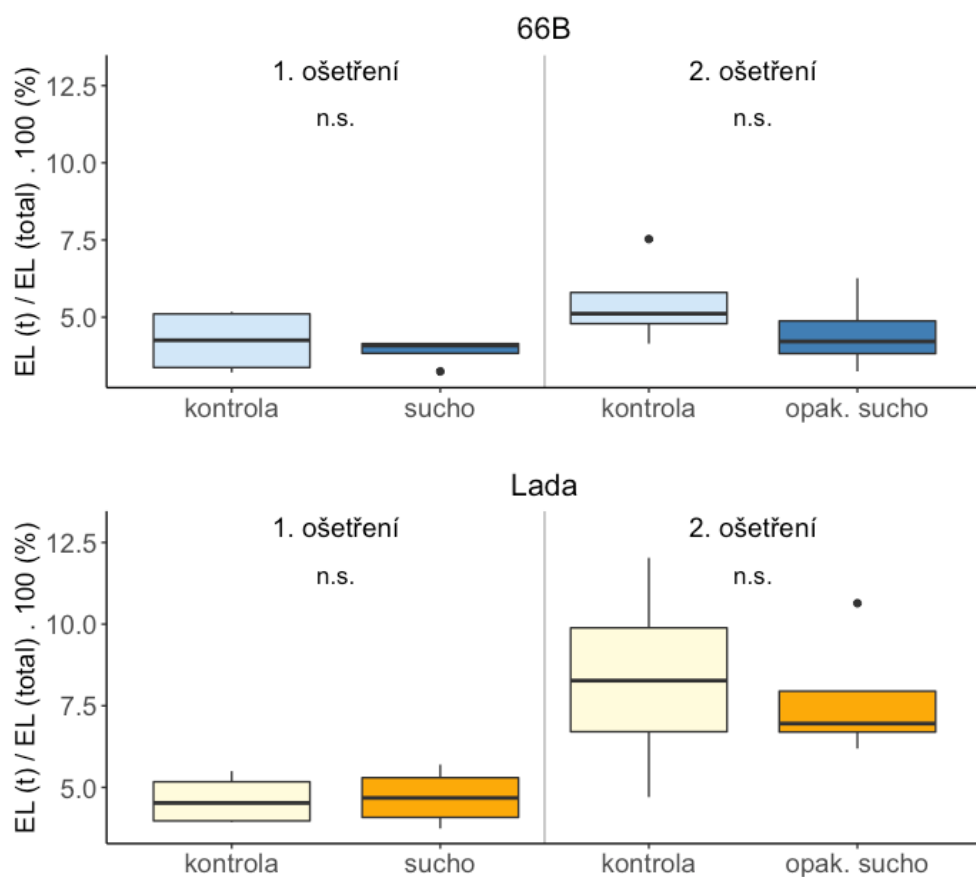 66B
1. ošetření 2. ošetření
n.s. n.s.
EL (t) / EL (total) . 100 (%)
12.5
10.0
7.5
5.0
kontrola sucho kontrola opak. sucho
Lada
1. ošetření 2. ošetření
n.s. n.s.
EL (t) / EL (total) . 100 (%)
12.5
10.0
7.5
5.0
kontrola sucho kontrola opak. sucho